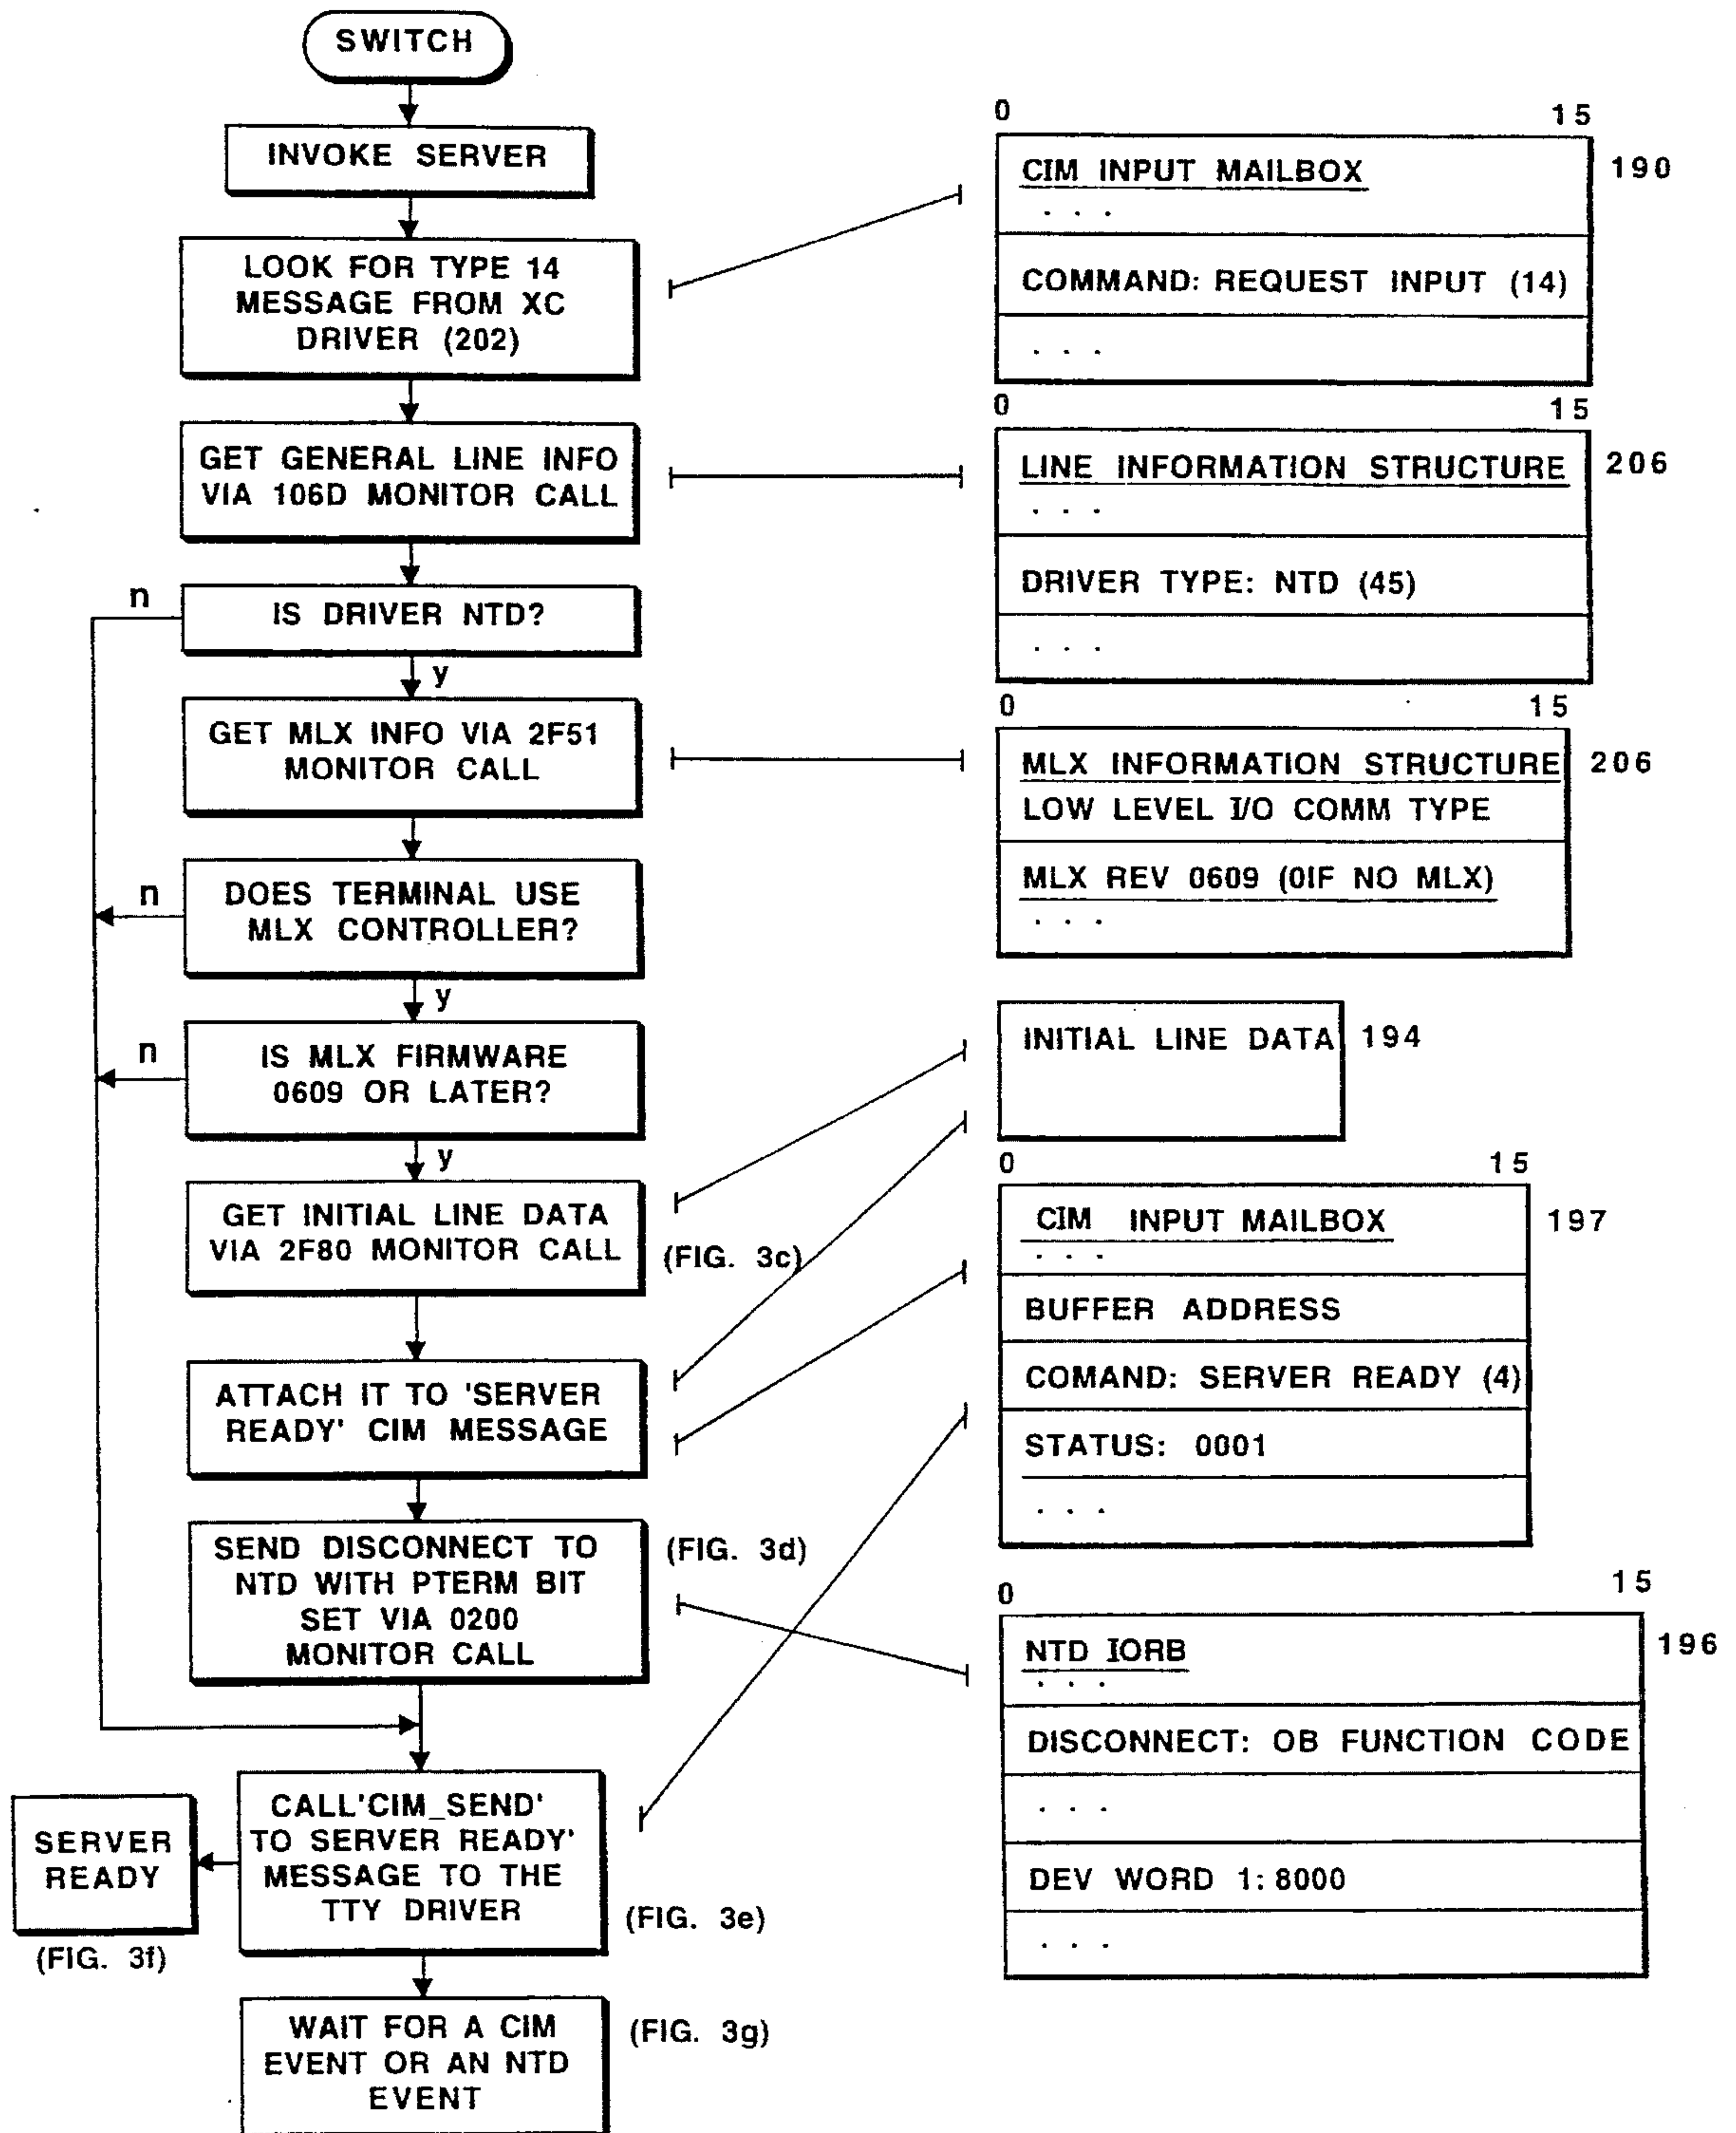 SWITCH
INVOKE SERVER
LOOK FOR TYPE 14
MESSAGE FROM XC
DRIVER (202)
GET GENERAL LINE INFO
VIA 106D MONITOR CALL
n
IS DRIVER NTD?
y
GET MLX INFO VIA 2F51
MONITOR CALL
n
DOES TERMINAL USE
MLX CONTROLLER?
y
n
IS MLX FIRMWARE
0609 OR LATER?
y
GET INITIAL LINE DATA
VIA 2F80 MONITOR CALL
(FIG. 3c)
ATTACH IT TO 'SERVER
READY' CIM MESSAGE
SEND DISCONNECT TO
NTD WITH PTERM BIT
SET VIA 0200
MONITOR CALL
(FIG. 3d)
CALL'CIM_SEND'
TO SERVER READY'
MESSAGE TO THE
TTY DRIVER
(FIG. 3e)
SERVER
READY
(FIG. 3f)
WAIT FOR A CIM
EVENT OR AN NTD
EVENT
(FIG. 3g)
0 15
CIM INPUT MAILBOX 190
. . .
COMMAND: REQUEST INPUT (14)
. . .
0 15
LINE INFORMATION STRUCTURE 206
. . .
DRIVER TYPE: NTD (45)
. . .
0 15
MLX INFORMATION STRUCTURE 206
LOW LEVEL I/O COMM TYPE
MLX REV 0609 (0IF NO MLX)
. . .
INITIAL LINE DATA 194
0 15
CIM INPUT MAILBOX 197
. . .
BUFFER ADDRESS
COMAND: SERVER READY (4)
STATUS: 0001
. . .
0 15
NTD IORB 196
. . .
DISCONNECT: OB FUNCTION CODE
. . .
DEV WORD 1: 8000
. . .